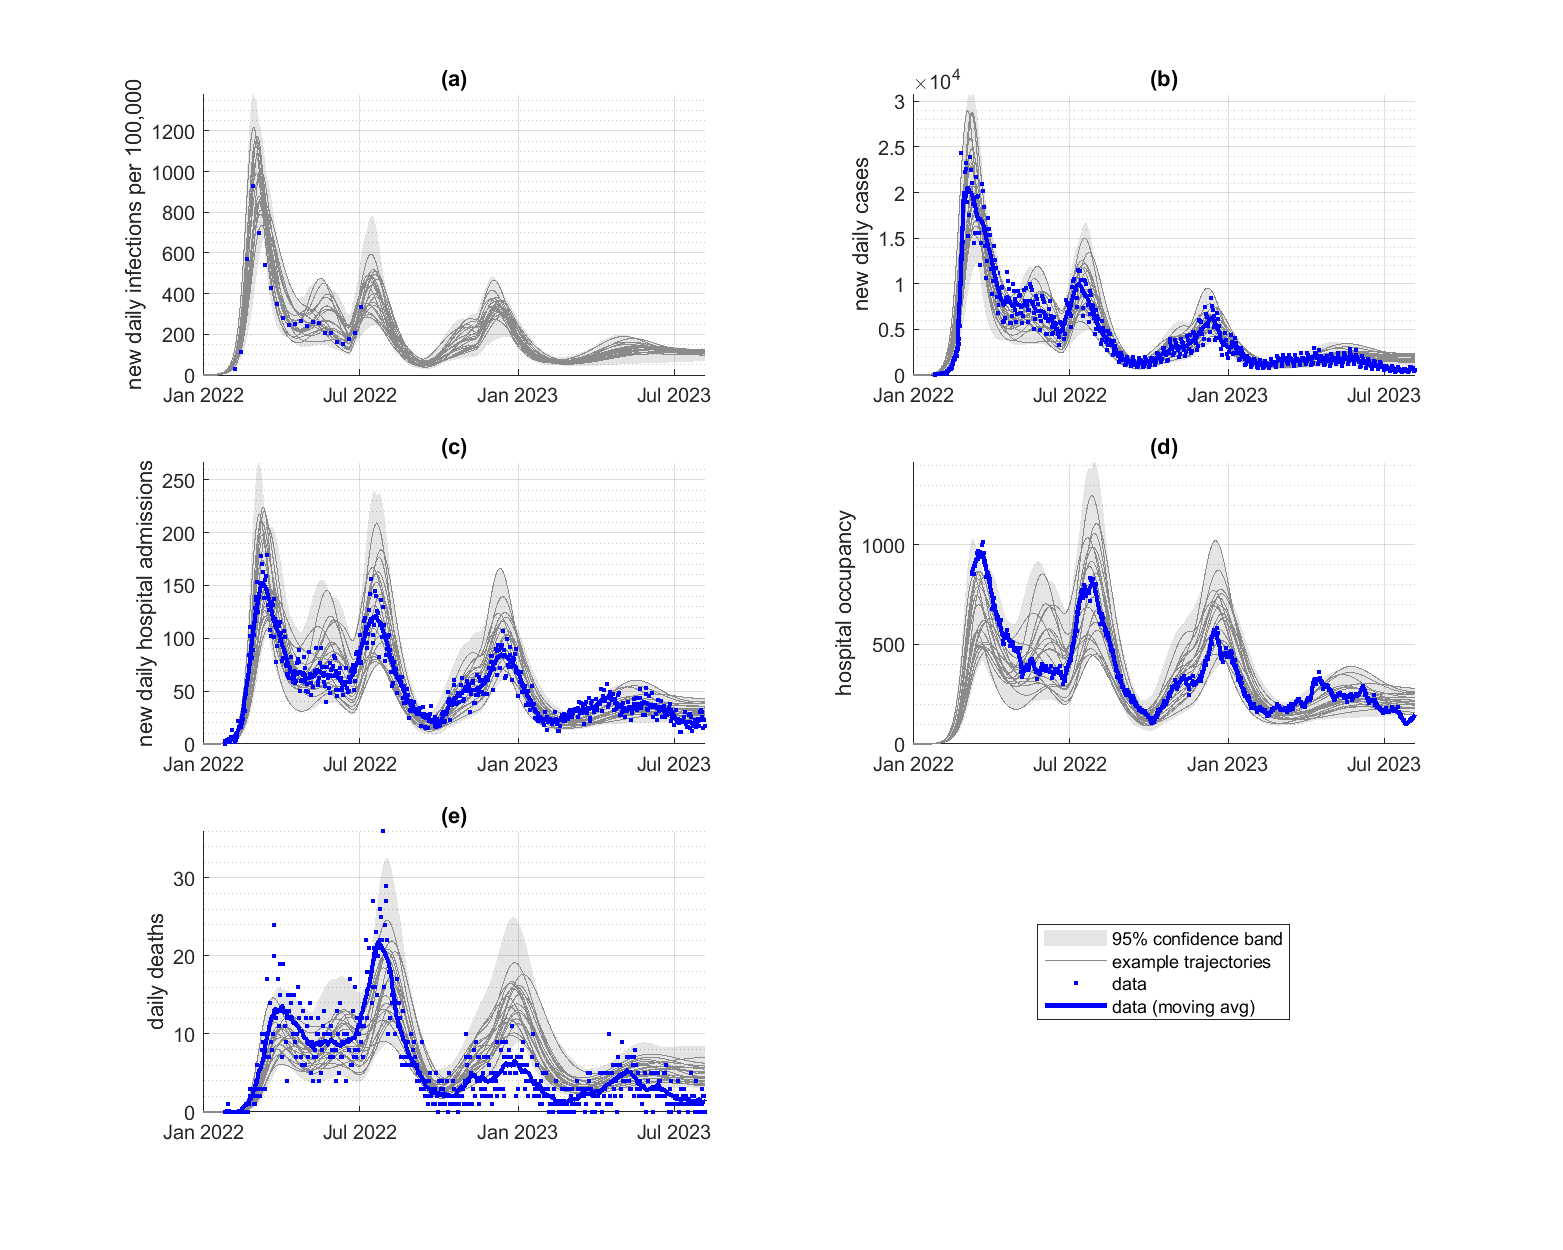 (a)
new daily infections per 100,000
1200
1000
800
600
400
200
0
Jan 2022 Jul 2022 Jan 2023 Jul 2023
(b)
×10⁴
new daily cases
3
2.5
2
1.5
1
0.5
0
Jan 2022 Jul 2022 Jan 2023 Jul 2023
(c)
new daily hospital admissions
250
200
150
100
50
0
Jan 2022 Jul 2022 Jan 2023 Jul 2023
(d)
hospital occupancy
1000
500
0
Jan 2022 Jul 2022 Jan 2023 Jul 2023
(e)
daily deaths
30
20
10
0
Jan 2022 Jul 2022 Jan 2023 Jul 2023
95% confidence band
example trajectories
data
data (moving avg)